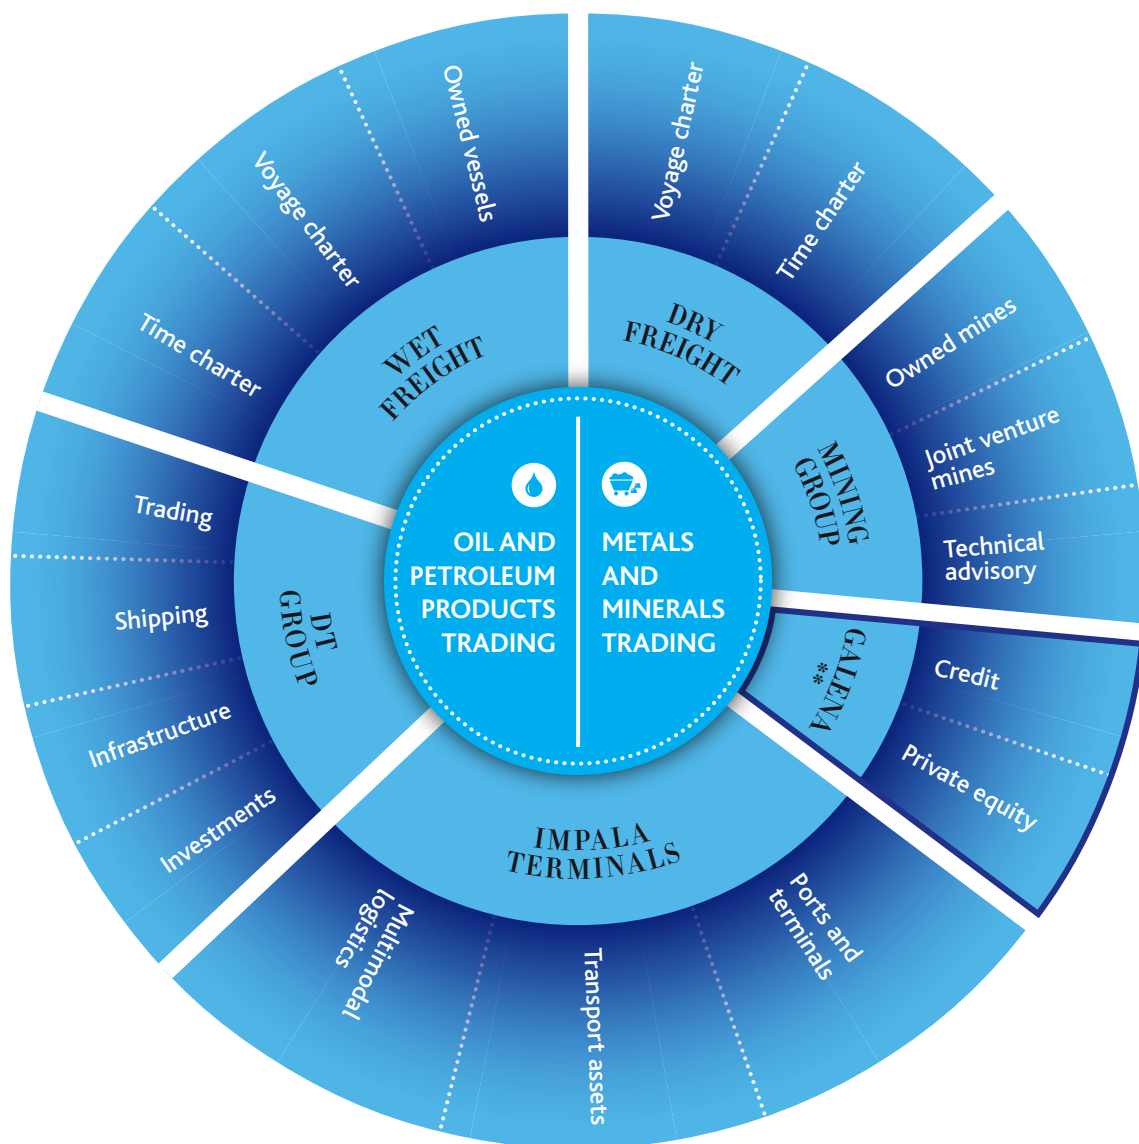 OIL AND
PETROLEUM
PRODUCTS
TRADING
METALS
AND
MINERALS
TRADING
DRY
FREIGHT
Voyage charter
Time charter
MINING
GROUP
Owned mines
Joint venture
mines
Technical
advisory
GALENA
**
Credit
Private equity
IMPALA
TERMINALS
Ports and
terminals
Transport assets
Multimodal
logistics
DT
GROUP
Investments
Infrastructure
Shipping
Trading
WET
FREIGHT
Time charter
Voyage charter
Owned vessels